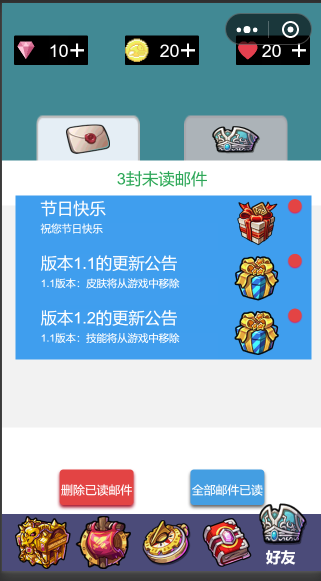 10+ 20+ 20 +
3封未读邮件
节日快乐
祝您节日快乐
版本1.1的更新公告
1.1版本：皮肤将从游戏中移除
版本1.2的更新公告
1.1版本：技能将从游戏中移除
删除已读邮件 全部邮件已读
好友